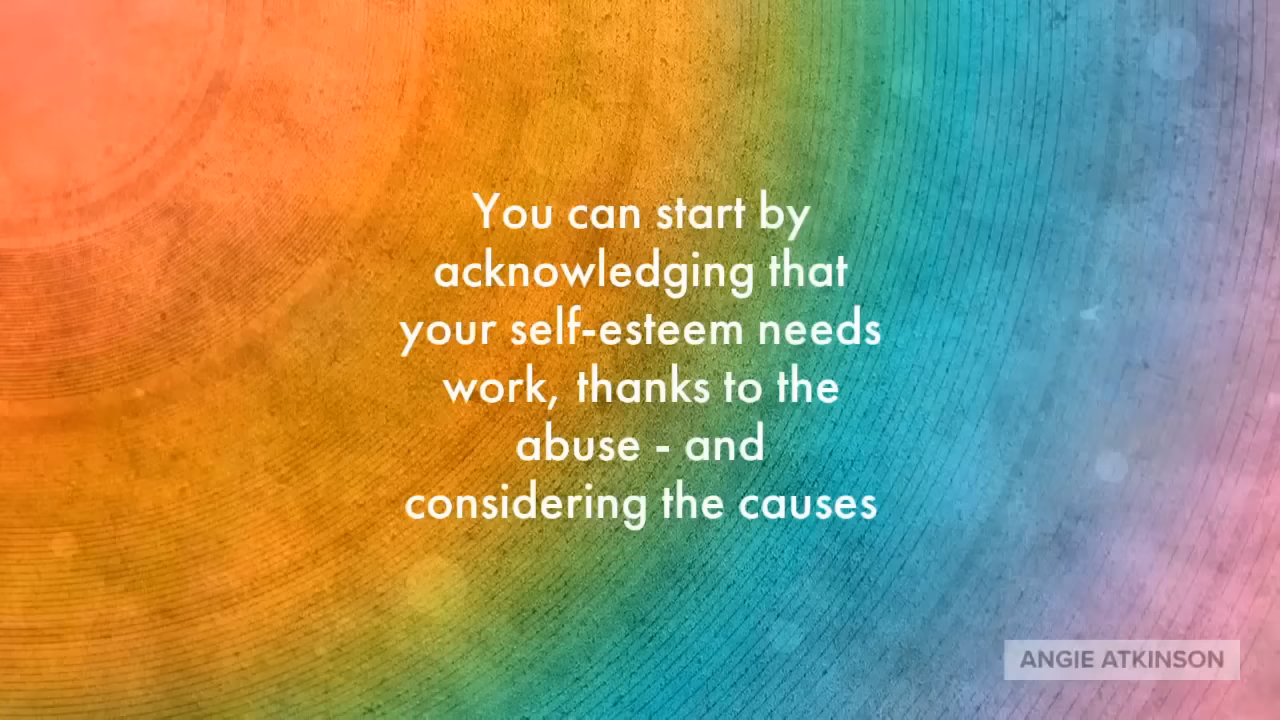 You can start by
acknowledging that
your self-esteem needs
work, thanks to the
abuse - and
considering the causes
ANGIE ATKINSON